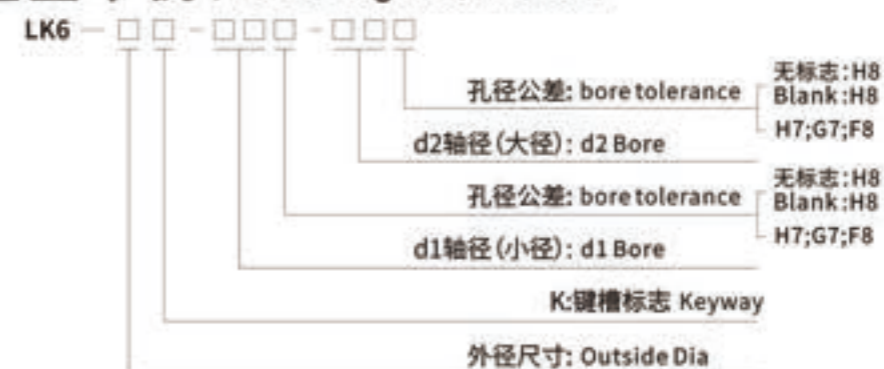 LK6 — □ □ - □□□ - □□□
孔径公差: bore tolerance
无标志:H8
Blank:H8
H7;G7;F8
d2轴径(大径): d2 Bore
孔径公差: bore tolerance
无标志:H8
Blank:H8
H7;G7;F8
d1轴径(小径): d1 Bore
K:键槽标志 Keyway
外径尺寸: Outside Dia